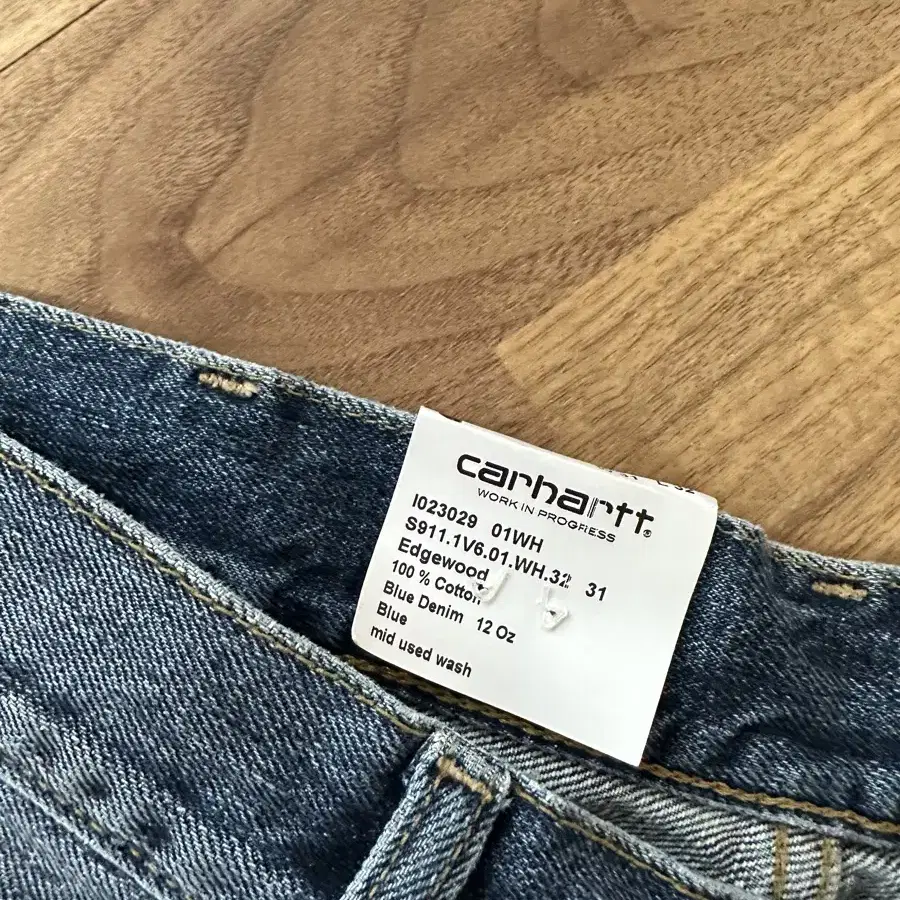 carhartt
WORK IN PROGRESS
I023029 01WH
S911.1V6.01.WH.32 31
Edgewood
100 % Cotton
Blue Denim 12 Oz
Blue
mid used wash